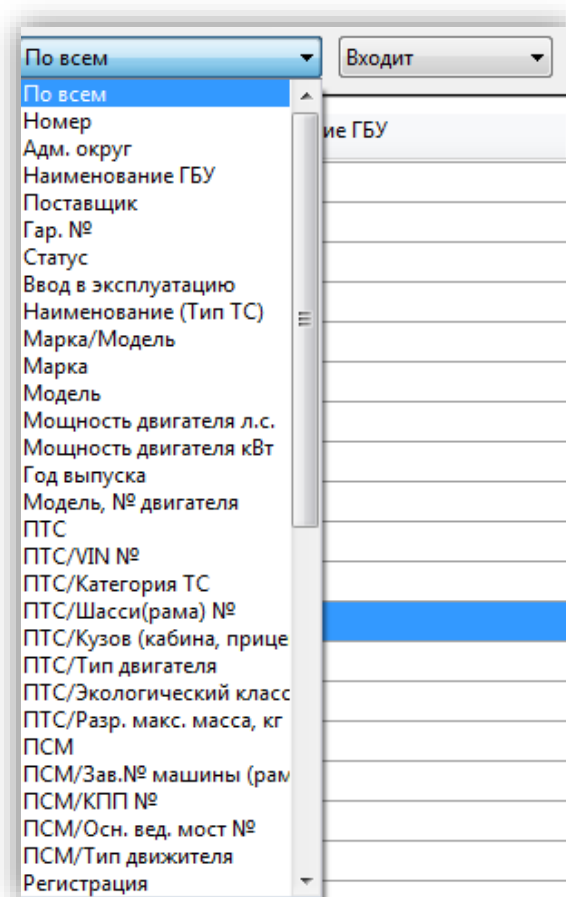 По всем
Входит
По всем
Номер
ие ГБУ
Адм. округ
Наименование ГБУ
Поставщик
Гар. №
Статус
Ввод в эксплуатацию
Наименование (Тип ТС)
Марка/Модель
Марка
Модель
Мощность двигателя л.с.
Мощность двигателя кВт
Год выпуска
Модель, № двигателя
ПТС
ПТС/VIN №
ПТС/Категория ТС
ПТС/Шасси(рама) №
ПТС/Кузов (кабина, прице
ПТС/Тип двигателя
ПТС/Экологический класс
ПТС/Разр. макс. масса, кг
ПСМ
ПСМ/Зав.№ машины (рам
ПСМ/КПП №
ПСМ/Осн. вед. мост №
ПСМ/Тип движителя
Регистрация